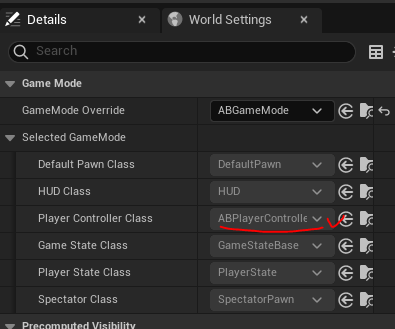 Details
World Settings
Search
Game Mode
GameMode Override
ABGameMode
Selected GameMode
Default Pawn Class
DefaultPawn
HUD Class
HUD
Player Controller Class
ABPlayerControlle
Game State Class
GameStateBase
Player State Class
PlayerState
Spectator Class
SpectatorPawn
Precomputed Visibility